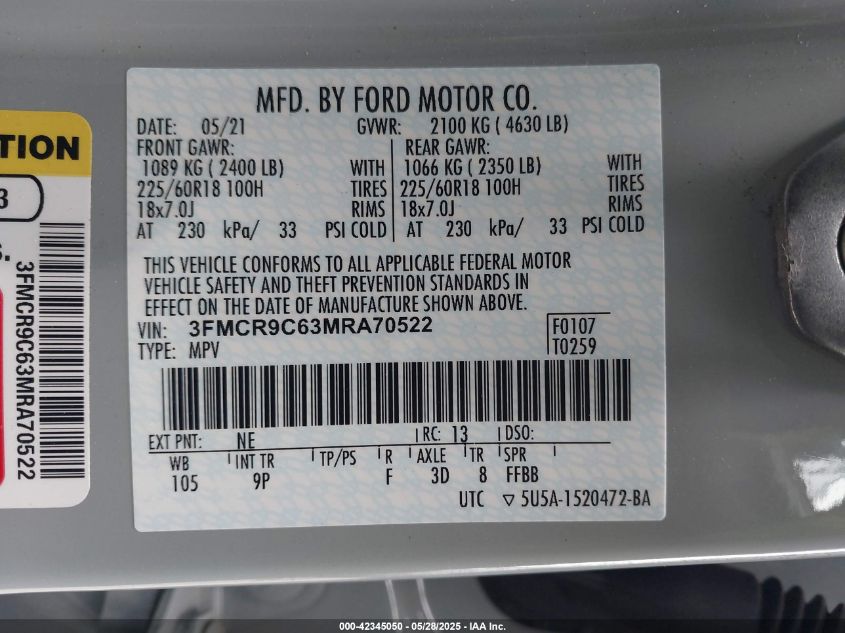 TION
3
S.
3FMCR9C63MRA70522
MFD. BY FORD MOTOR CO.
DATE: 05/21 GVWR: 2100 KG ( 4630 LB)
FRONT GAWR: REAR GAWR:
1089 KG ( 2400 LB) WITH 1066 KG ( 2350 LB) WITH
225/60R18 100H TIRES 225/60R18 100H TIRES
18x7.0J RIMS 18x7.0J RIMS
AT 230 kPa/ 33 PSI COLD AT 230 kPa/ 33 PSI COLD
THIS VEHICLE CONFORMS TO ALL APPLICABLE FEDERAL MOTOR
VEHICLE SAFETY AND THEFT PREVENTION STANDARDS IN
EFFECT ON THE DATE OF MANUFACTURE SHOWN ABOVE.
VIN: 3FMCR9C63MRA70522 F0107
TYPE: MPV T0259
EXT PNT: NE RC: 13 DSO:
WB INT TR TP/PS R AXLE TR SPR
105 9P F 3D 8 FFBB
UTC ▽ 5U5A-1520472-BA
000-42345050 - 05/28/2025 - IAA Inc.